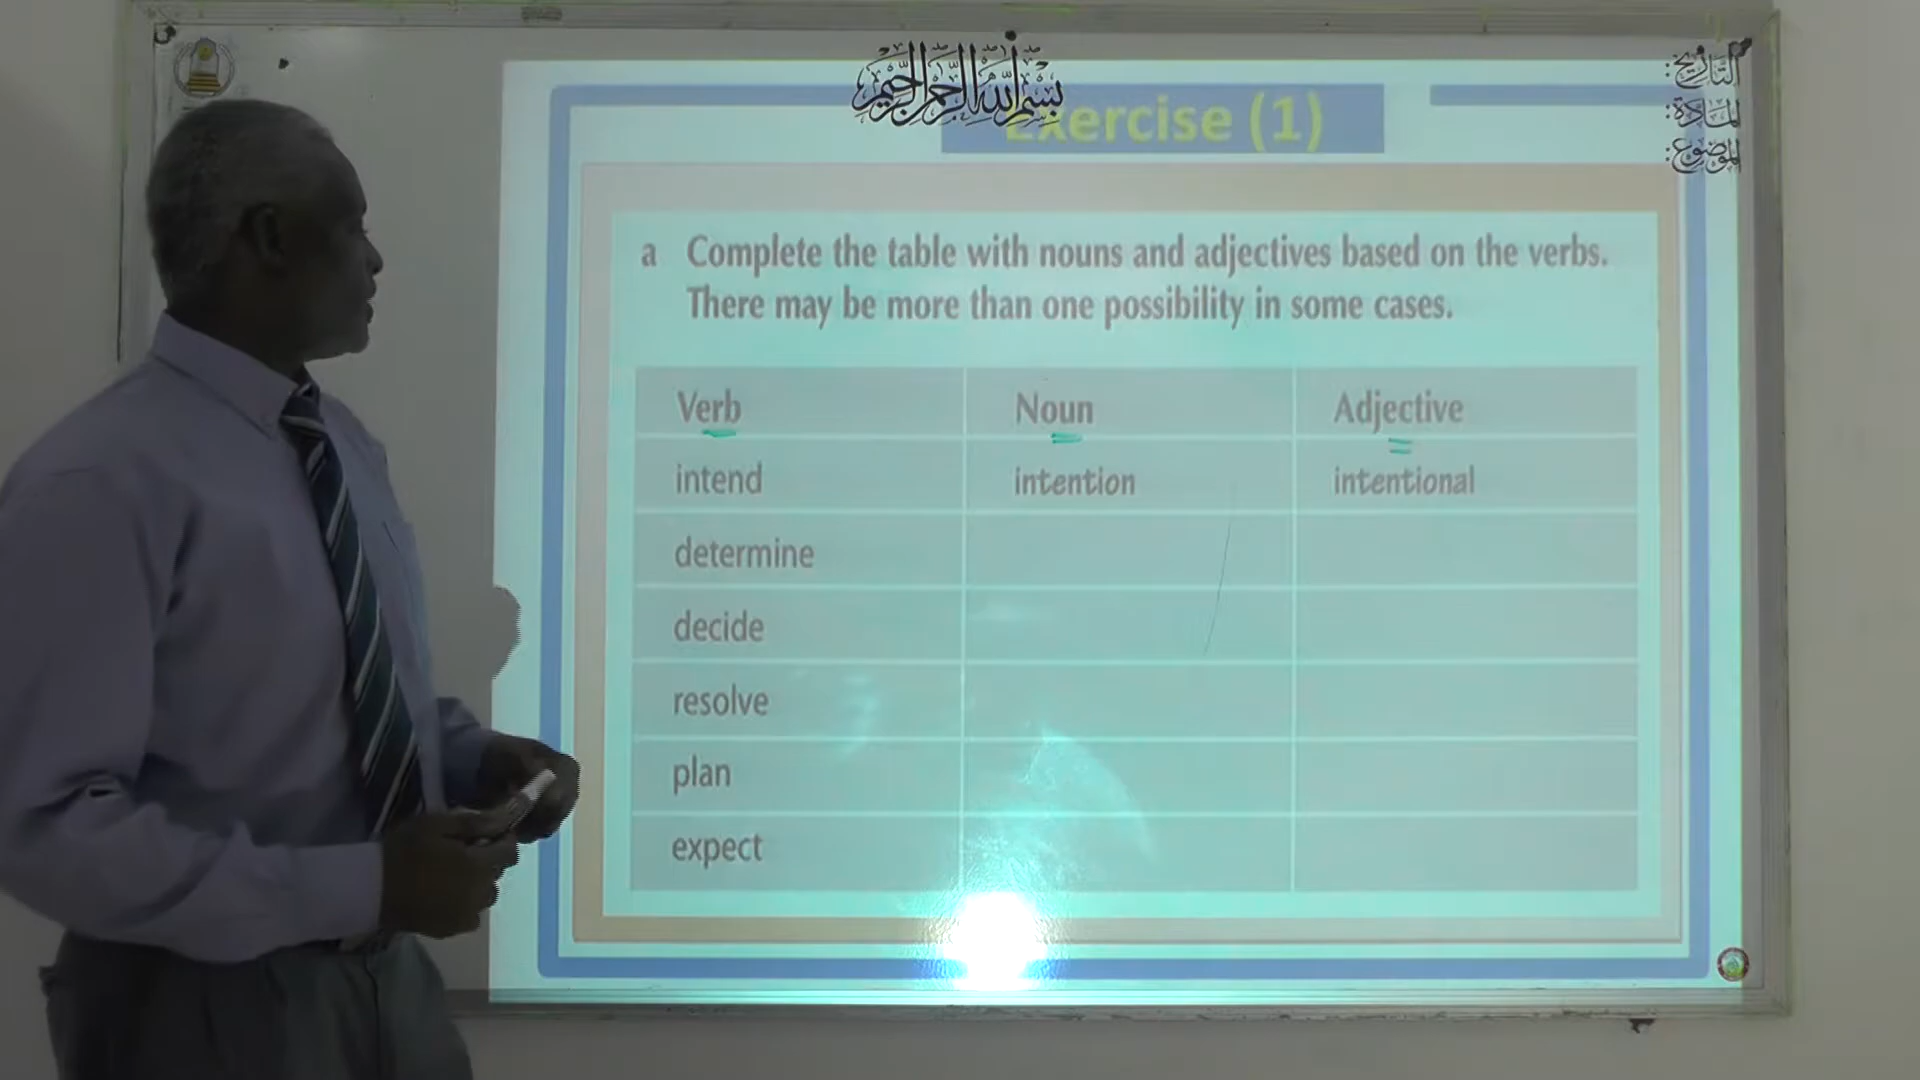 بسم الله الرحمن الرحيم
التاريخ:
المادة:
الموضوع:
Exercise (1)
a Complete the table with nouns and adjectives based on the verbs.
There may be more than one possibility in some cases.
Verb Noun Adjective
intend intention intentional
determine
decide
resolve
plan
expect